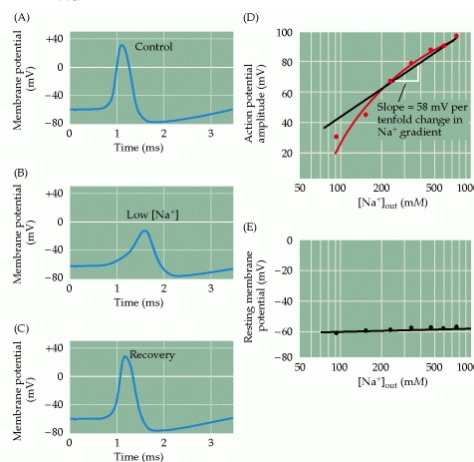 (A)
Membrane potential
(mV)
+40
0
−40
−80
Control
0
1
2
3
Time (ms)
(B)
Membrane potential
(mV)
+40
0
−40
−80
Low [Na⁺]
0
1
2
3
Time (ms)
(C)
Membrane potential
(mV)
+40
0
−40
−80
Recovery
0
1
2
3
Time (ms)
(D)
Action potential
amplitude (mV)
100
80
60
40
20
Slope = 58 mV per
tenfold change in
Na⁺ gradient
50
100
200
500
1000
[Na⁺]out (mM)
(E)
Resting membrane
potential (mV)
0
−20
−40
−60
−80
50
100
200
500
1000
[Na⁺]out (mM)